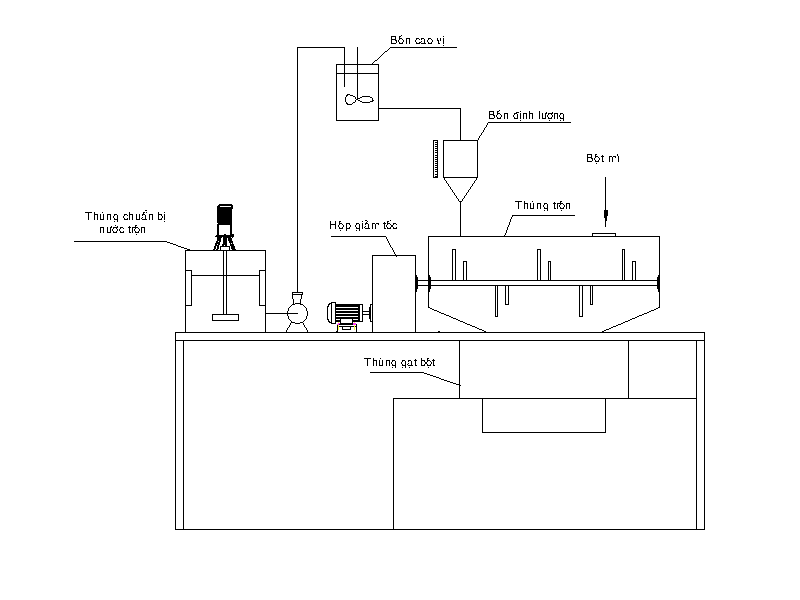 Bồn cao vị
Bồn định lượng
Bột mì
Thùng trộn
Thùng chuẩn bị
nước trộn
Hộp giảm tốc
Thùng gạt bột